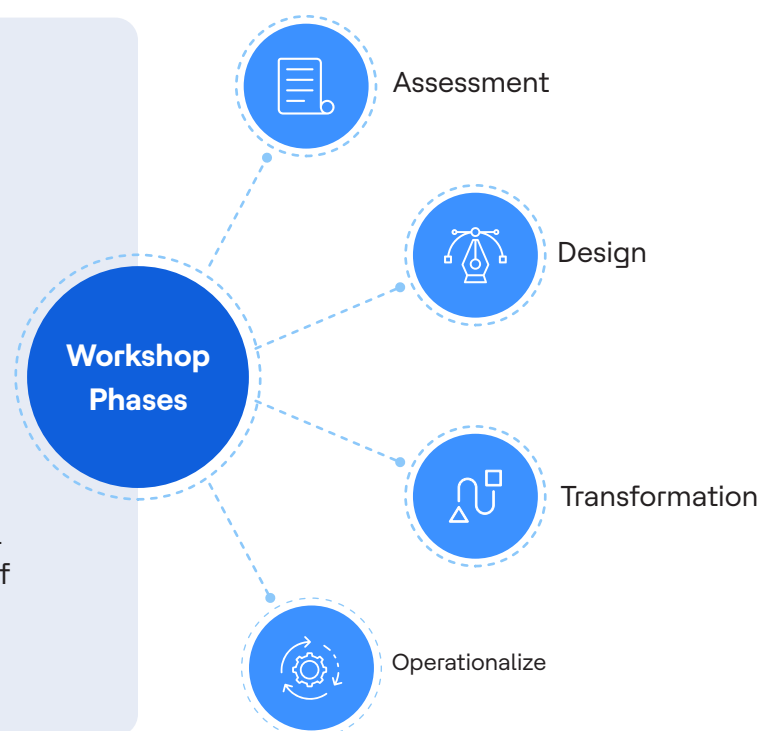 Assessment
Design
Workshop
Phases
Transformation
f
Operationalize